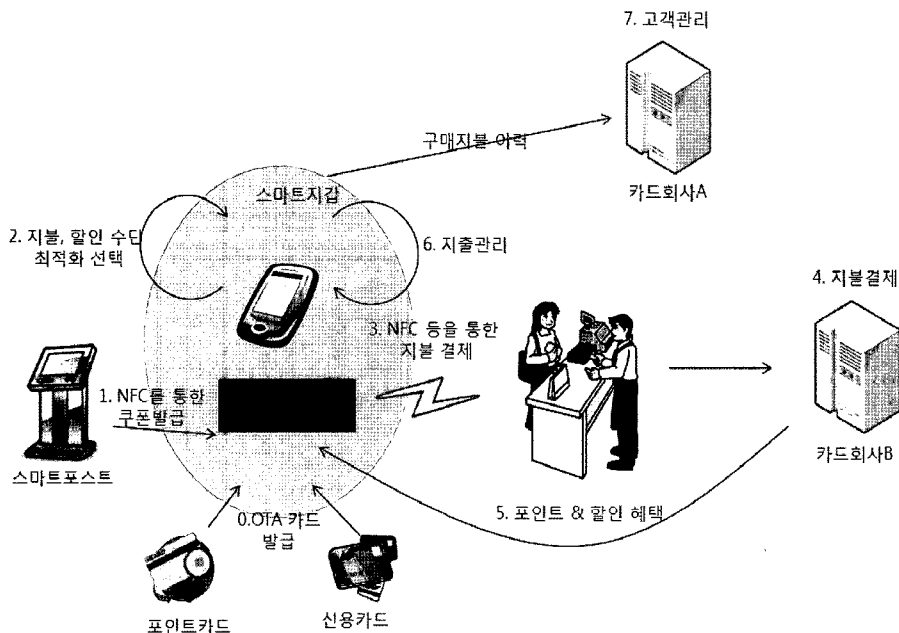 7. 고객관리
구매지불 이력
카드회사A
스마트지갑
2. 지불, 할인 수단
최적화 선택
6. 지출관리
4. 지불결제
3. NFC 등을 통한
지불 결제
1. NFC를 통한
쿠폰발급
스마트포스트
카드회사B
5. 포인트 & 할인 혜택
0.OTA 카드
발급
포인트카드
신용카드